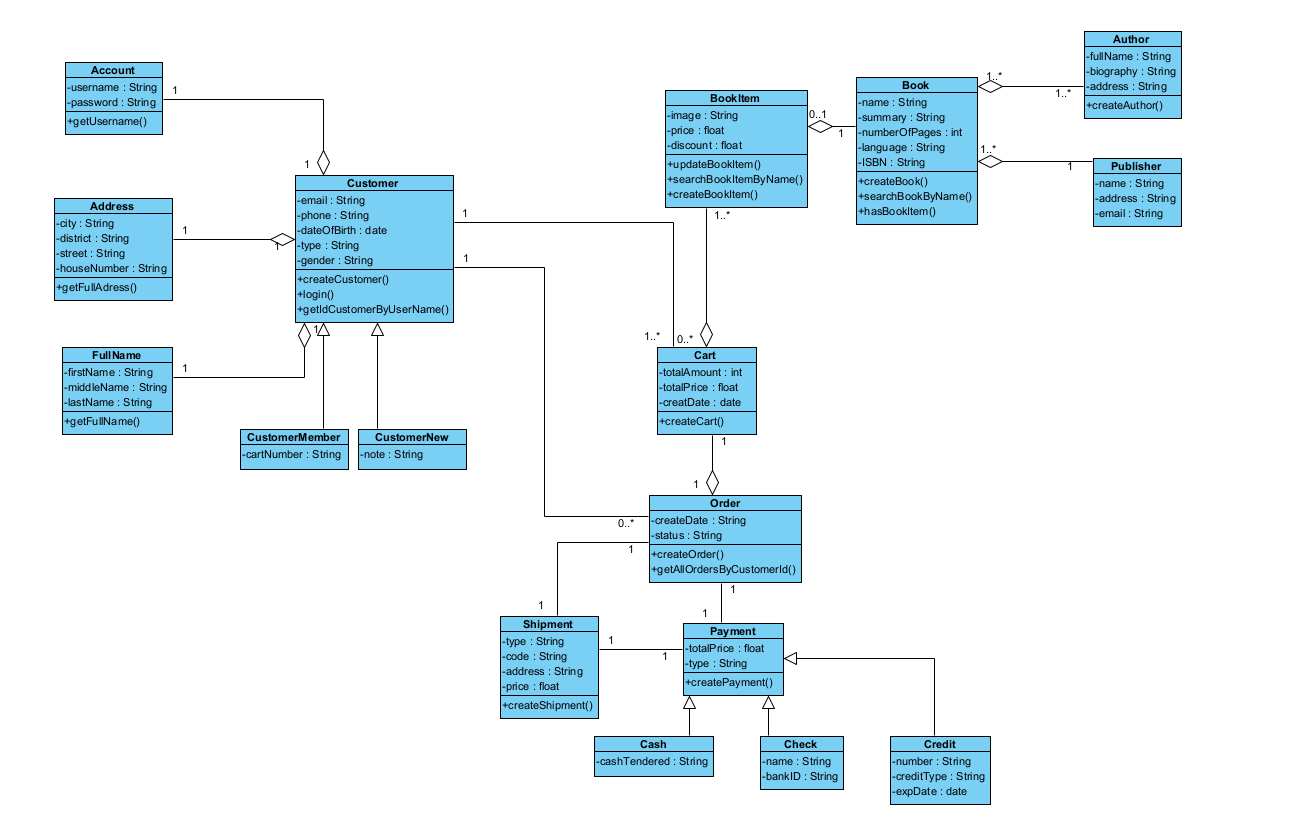 Account
-username : String
-password : String
+getUsername()
1
1
Address
-city : String
-district : String
-street : String
-houseNumber : String
+getFullAdress()
1
1
FullName
-firstName : String
-middleName : String
-lastName : String
+getFullName()
1
1
Customer
-email : String
-phone : String
-dateOfBirth : date
-type : String
-gender : String
+createCustomer()
+login()
+getIdCustomerByUserName()
1
1
CustomerMember
-cartNumber : String
CustomerNew
-note : String
BookItem
-image : String
-price : float
-discount : float
+updateBookItem()
+searchBookItemByName()
+createBookItem()
0..1
1
1..*
Book
-name : String
-summary : String
-numberOfPages : int
-language : String
-ISBN : String
+createBook()
+searchBookByName()
+hasBookItem()
1..*
1..*
1..*
1
Author
-fullName : String
-biography : String
-address : String
+createAuthor()
Publisher
-name : String
-address : String
-email : String
1..*
0..*
Cart
-totalAmount : int
-totalPrice : float
-creatDate : date
+createCart()
1
1
0..*
Order
-createDate : String
-status : String
+createOrder()
+getAllOrdersByCustomerId()
1
1
1
1
Shipment
-type : String
-code : String
-address : String
-price : float
+createShipment()
1
1
Payment
-totalPrice : float
-type : String
+createPayment()
Cash
-cashTendered : String
Check
-name : String
-bankID : String
Credit
-number : String
-creditType : String
-expDate : date